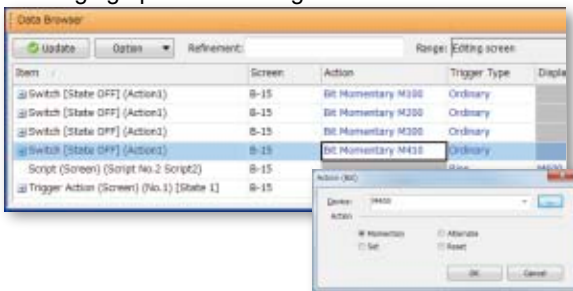 Data Browser
Update Option Refinement: Range: Editing screen
Item Screen Action Trigger Type Displa
Switch [State OFF] (Action1) B-15 Bit Momentary M100 Ordinary
Switch [State OFF] (Action1) B-15 Bit Momentary M200 Ordinary
Switch [State OFF] (Action1) B-15 Bit Momentary M300 Ordinary
Switch [State OFF] (Action1) B-15 Bit Momentary M410 Ordinary
Script (Screen) (Script No.2 Script2) B-15 Rise
Trigger Action (Screen) (No.1) [State 1] B-15
Action (Bit)
Device: M400
Action
Momentary Alternate
Set Reset
OK Cancel